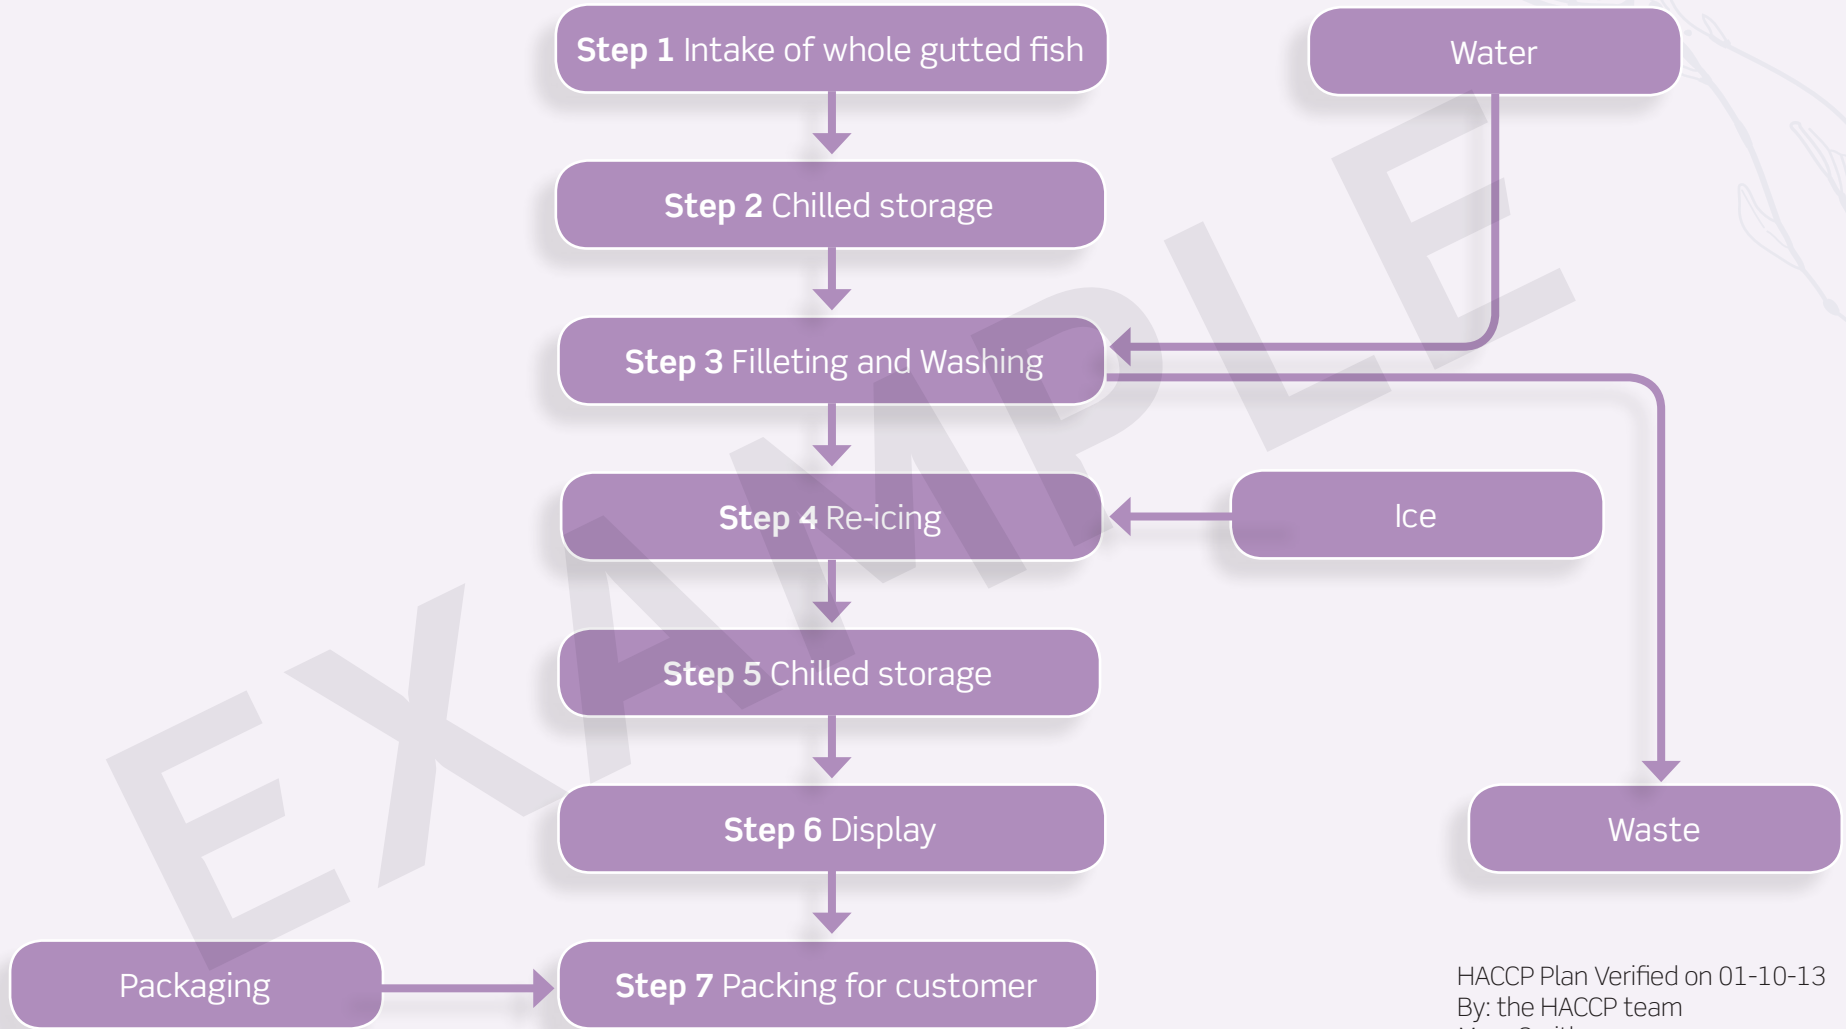 Step 1 Intake of whole gutted fish
Water
Step 2 Chilled storage
Step 3 Filleting and Washing
Step 4 Re-icing
Ice
Step 5 Chilled storage
Step 6 Display
Waste
Packaging
Step 7 Packing for customer
HACCP Plan Verified on 01-10-13
By: the HACCP team
EXAMPLE